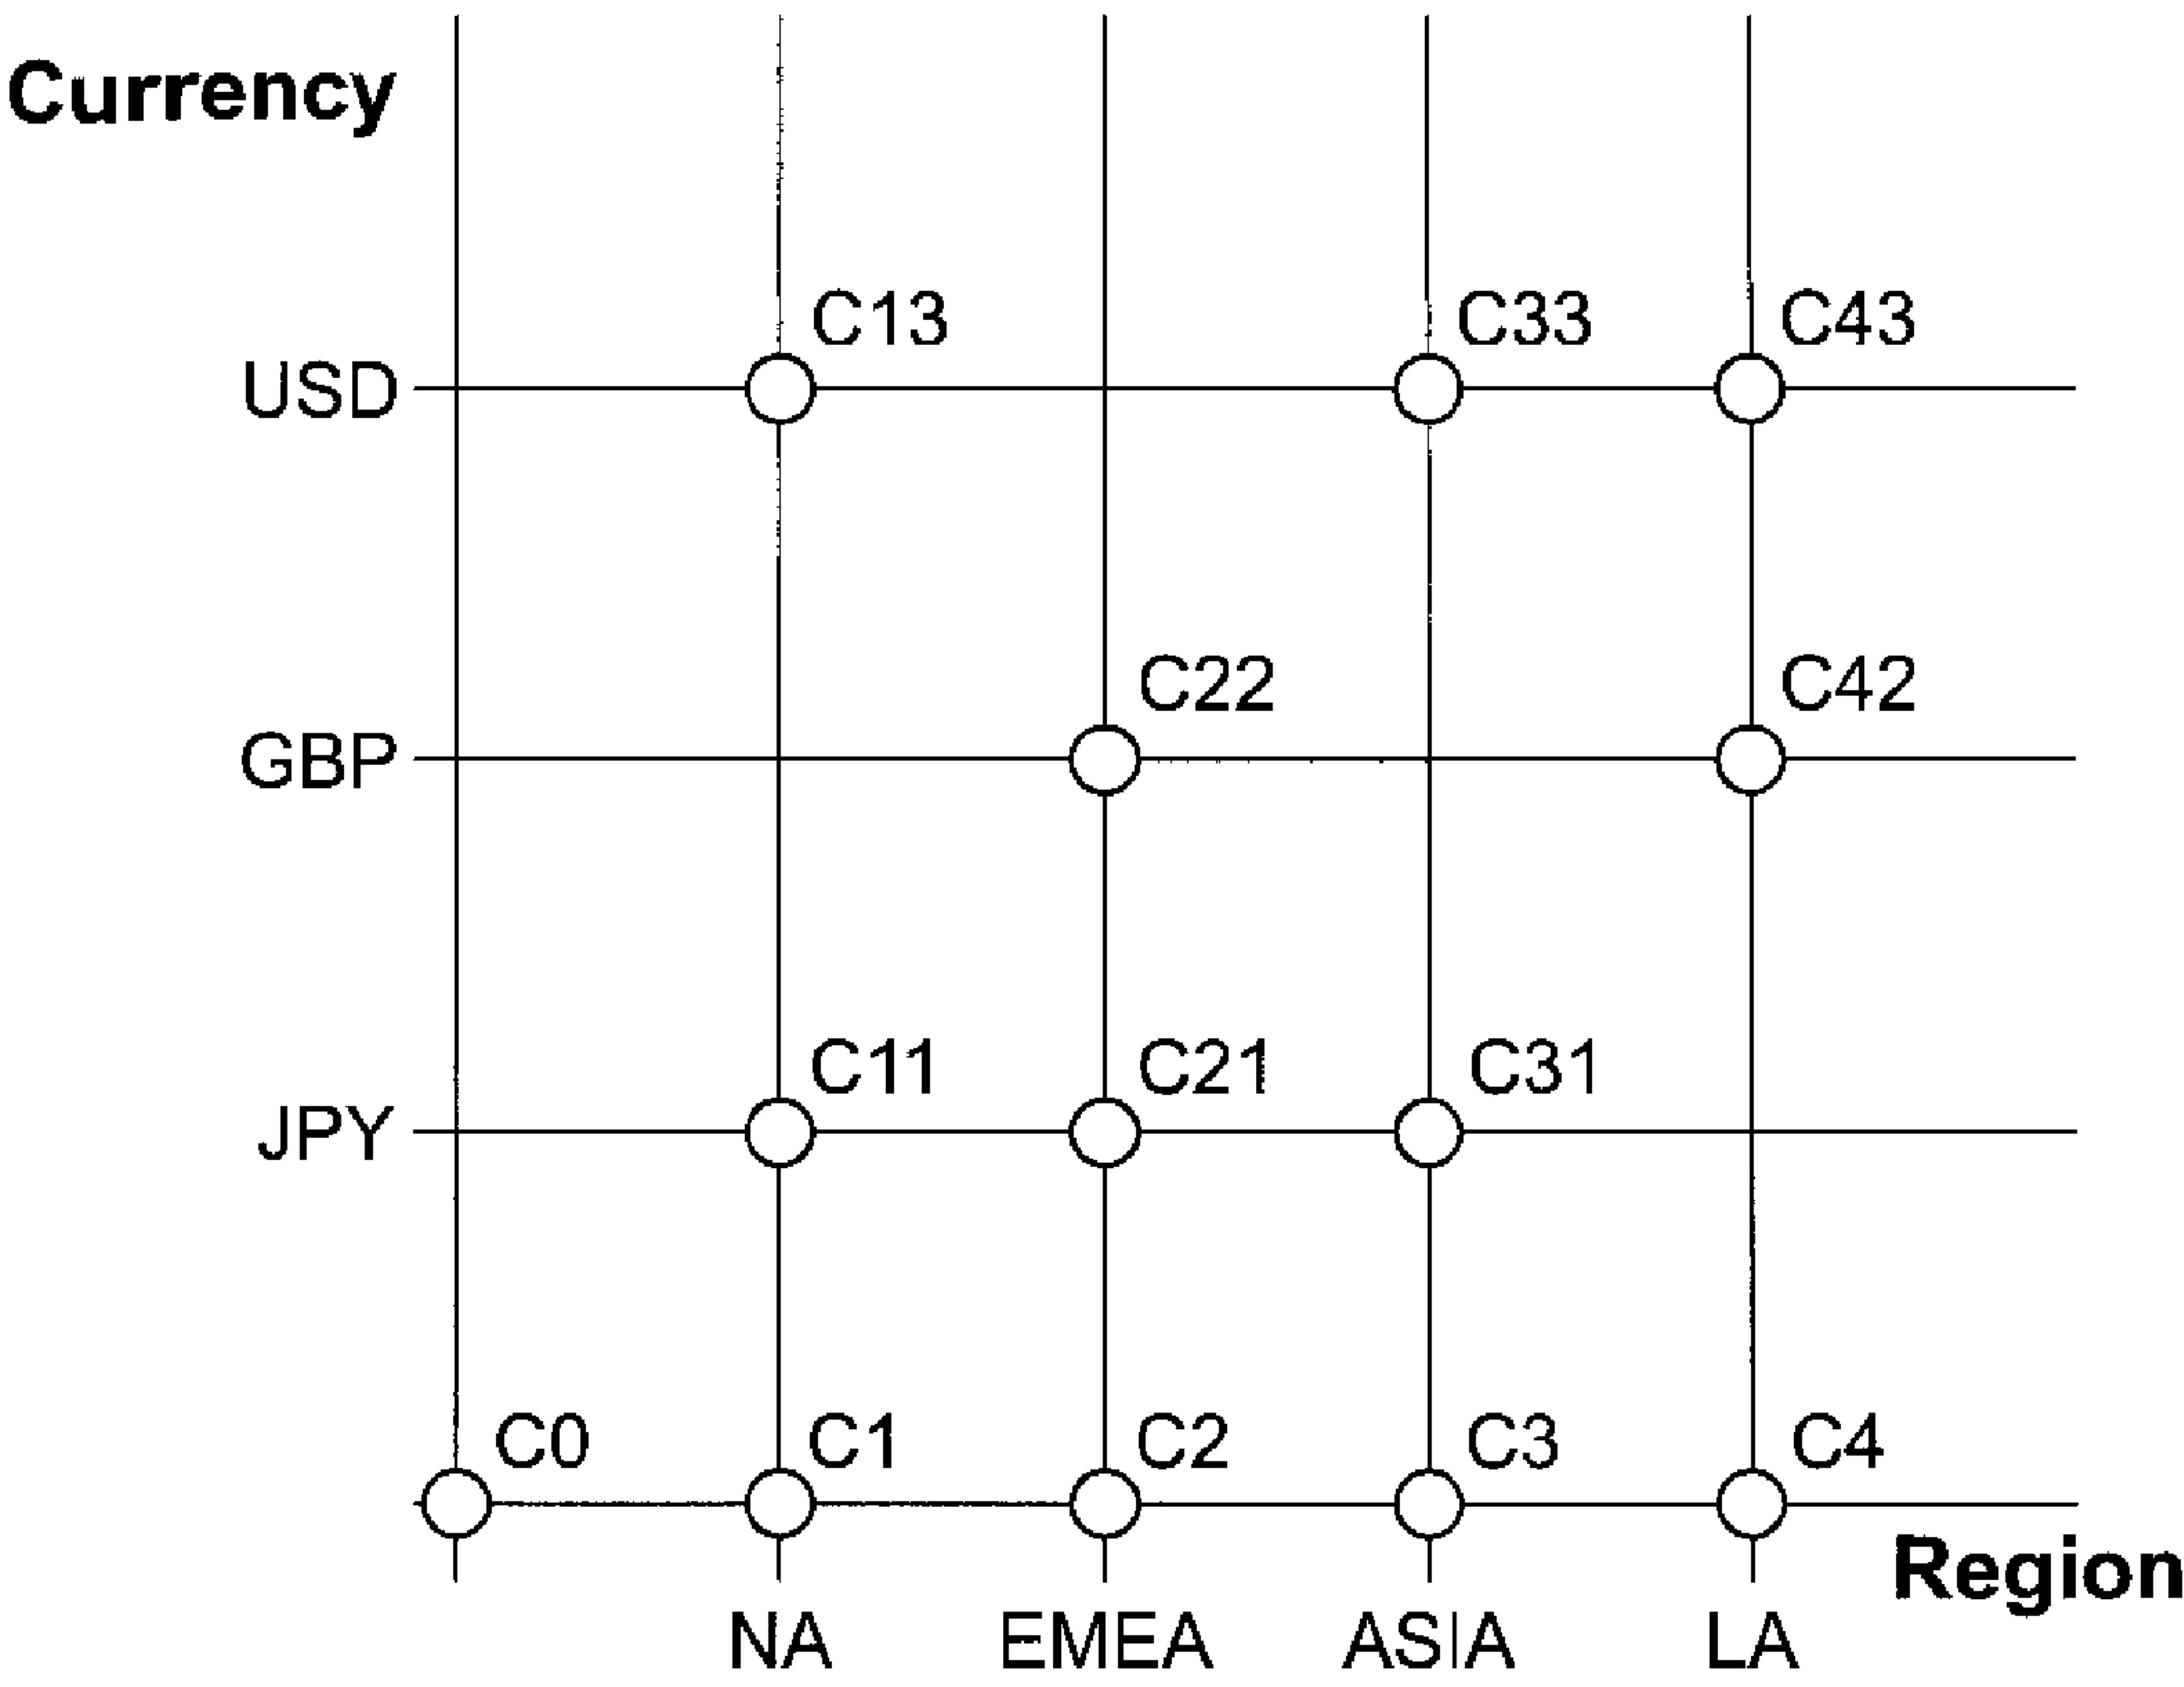 Currency
C13 C33 C43
USD
C22 C42
GBP
C11 C21 C31
JPY
C0 C1 C2 C3 C4
Region
NA EMEA ASIA LA